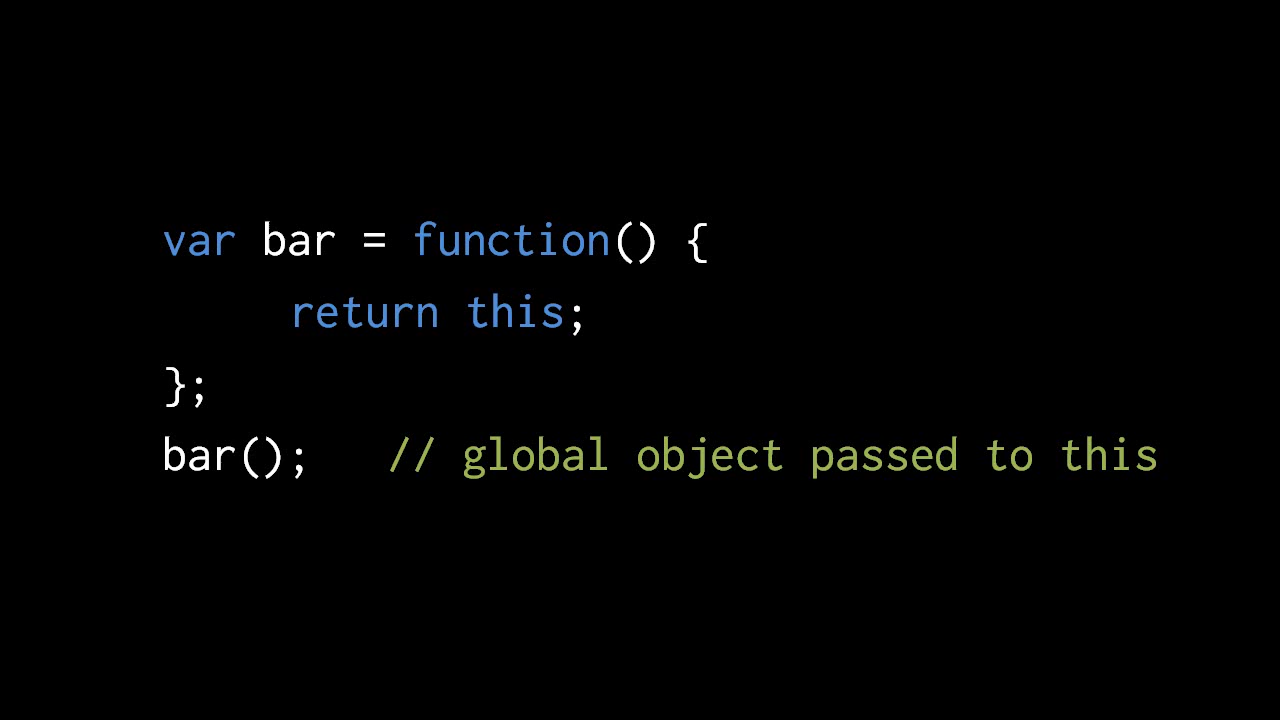 var bar = function() {
return this;
};
bar(); // global object passed to this